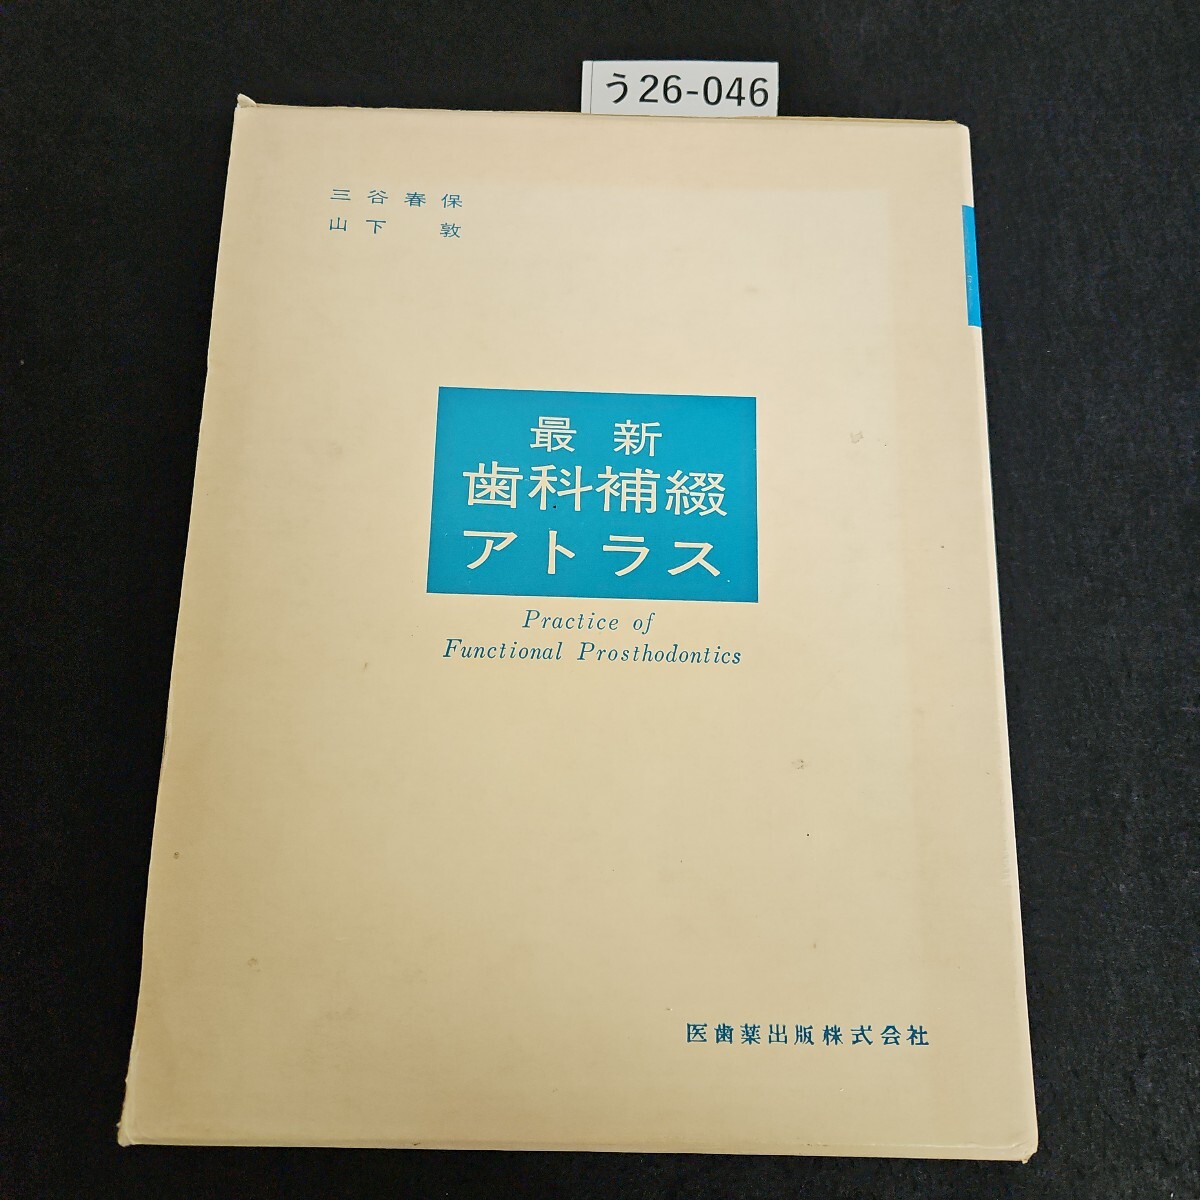 う26-046
三谷春保
山下 敦
最新
歯科補綴
アトラス
Practice of
Functional Prosthodontics
医歯薬出版株式会社